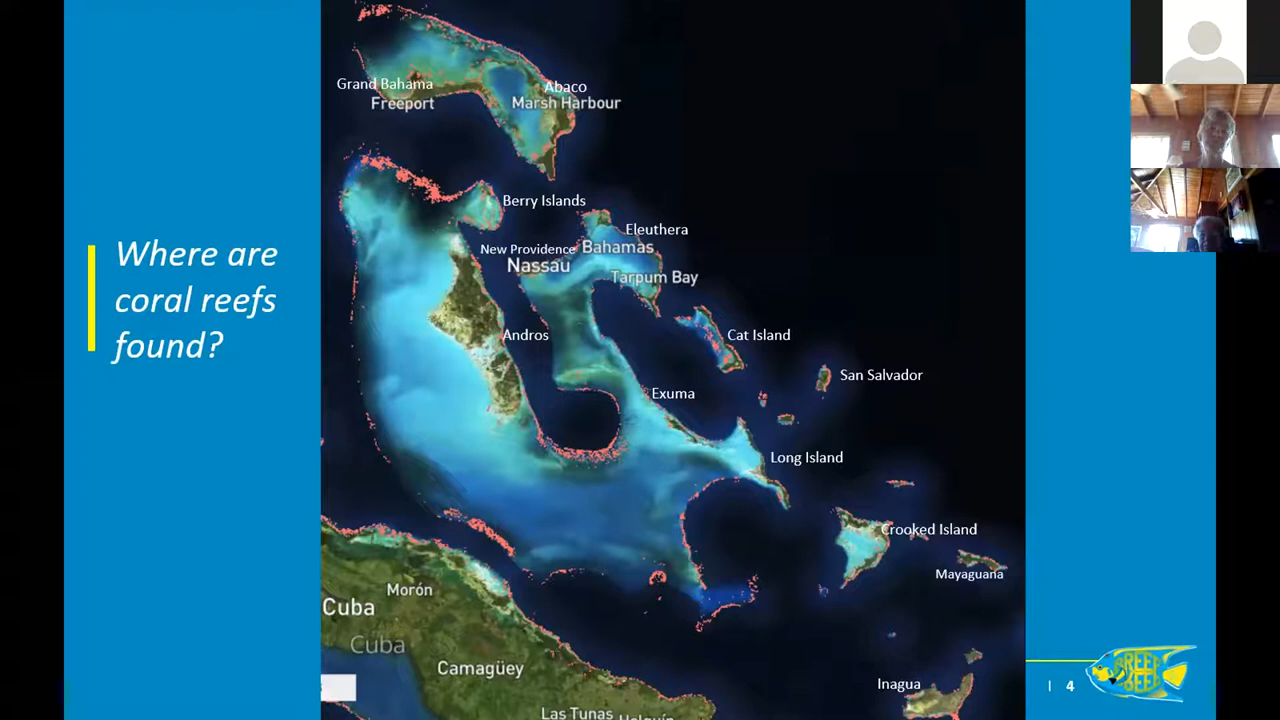 Where are
coral reefs
found?
Grand Bahama
Freeport
Abaco
Marsh Harbour
Berry Islands
Eleuthera
New Providence
Bahamas
Nassau
Tarpum Bay
Andros
Cat Island
San Salvador
Exuma
Long Island
Crooked Island
Mayaguana
Morón
Cuba
Cuba
Camagüey
Inagua
Las Tunas
Holguín
REEF
4